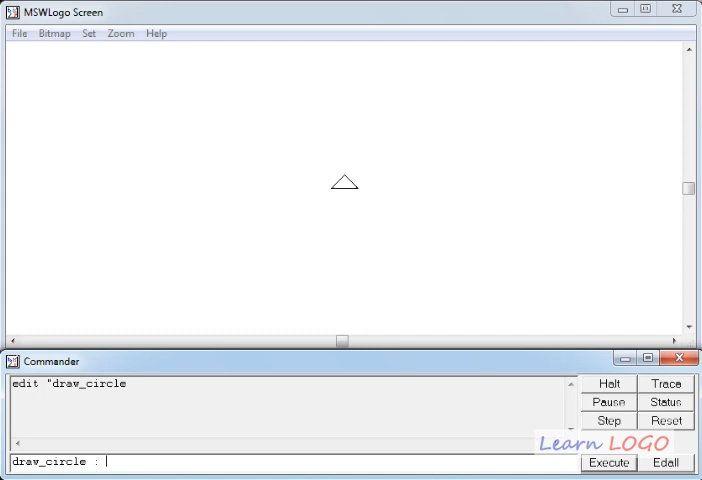 MSWLogo Screen
File Bitmap Set Zoom Help
Commander
edit "draw_circle
Halt Trace
Pause Status
Step Reset
Learn LOGO
draw_circle :
Execute Edall